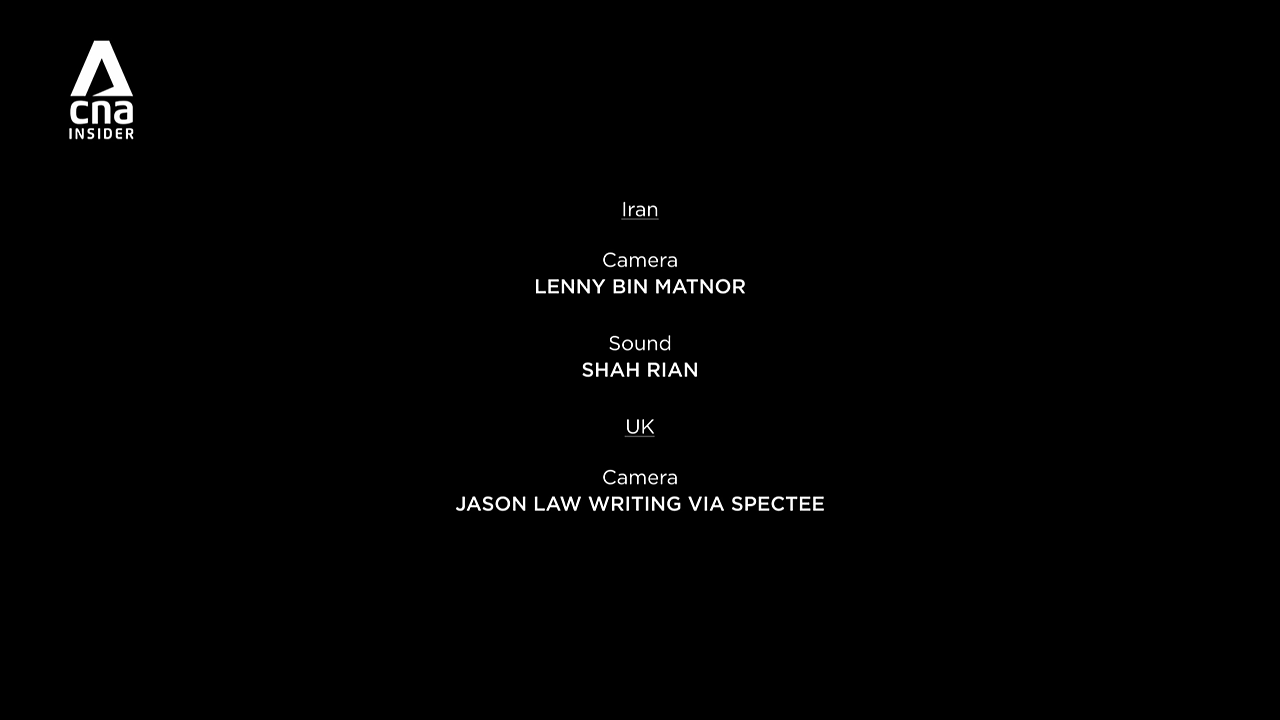 cna
INSIDER
Iran
Camera
LENNY BIN MATNOR
Sound
SHAH RIAN
UK
Camera
JASON LAW WRITING VIA SPECTEE